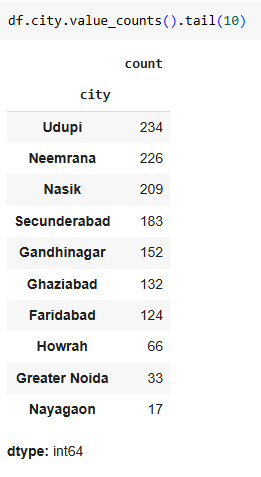 df.city.value_counts().tail(10)
count
city
Udupi 234
Neemrana 226
Nasik 209
Secunderabad 183
Gandhinagar 152
Ghaziabad 132
Faridabad 124
Howrah 66
Greater Noida 33
Nayagaon 17
dtype: int64